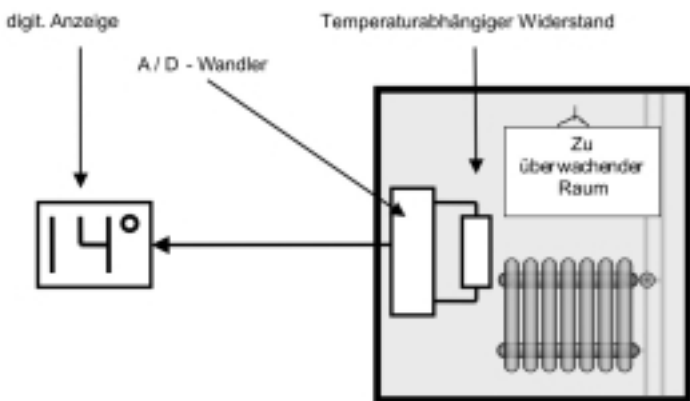 digit. Anzeige
Temperaturabhängiger Widerstand
A / D - Wandler
Zu
überwachender
Raum
14°